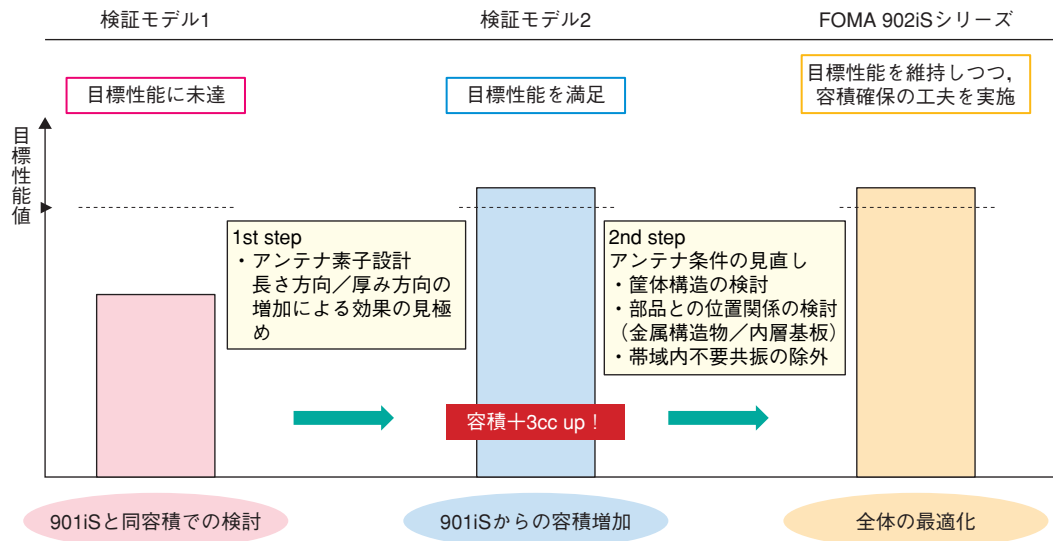 検証モデル1
検証モデル2
FOMA 902iSシリーズ
目標性能に未達
目標性能を満足
目標性能を維持しつつ,
容積確保の工夫を実施
目標性能値
1st step
・アンテナ素子設計
長さ方向／厚み方向の
増加による効果の見極
め
2nd step
アンテナ条件の見直し
・筐体構造の検討
・部品との位置関係の検討
（金属構造物／内層基板）
・帯域内不要共振の除外
容積＋3cc up！
901iSと同容積での検討
901iSからの容積増加
全体の最適化